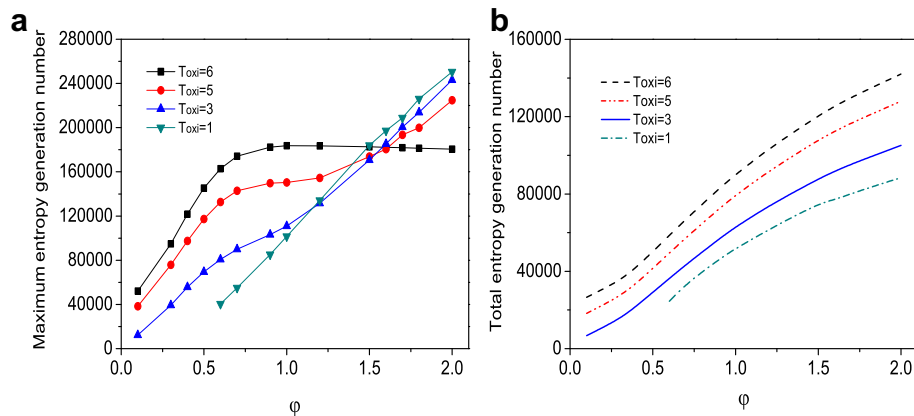 a
Maximum entropy generation number
280000
240000
200000
160000
120000
80000
40000
0
Toxi=6
Toxi=5
Toxi=3
Toxi=1
0.0 0.5 1.0 1.5 2.0
φ
b
Total entropy generation number
160000
120000
80000
40000
0
Toxi=6
Toxi=5
Toxi=3
Toxi=1
0.0 0.5 1.0 1.5 2.0
φ